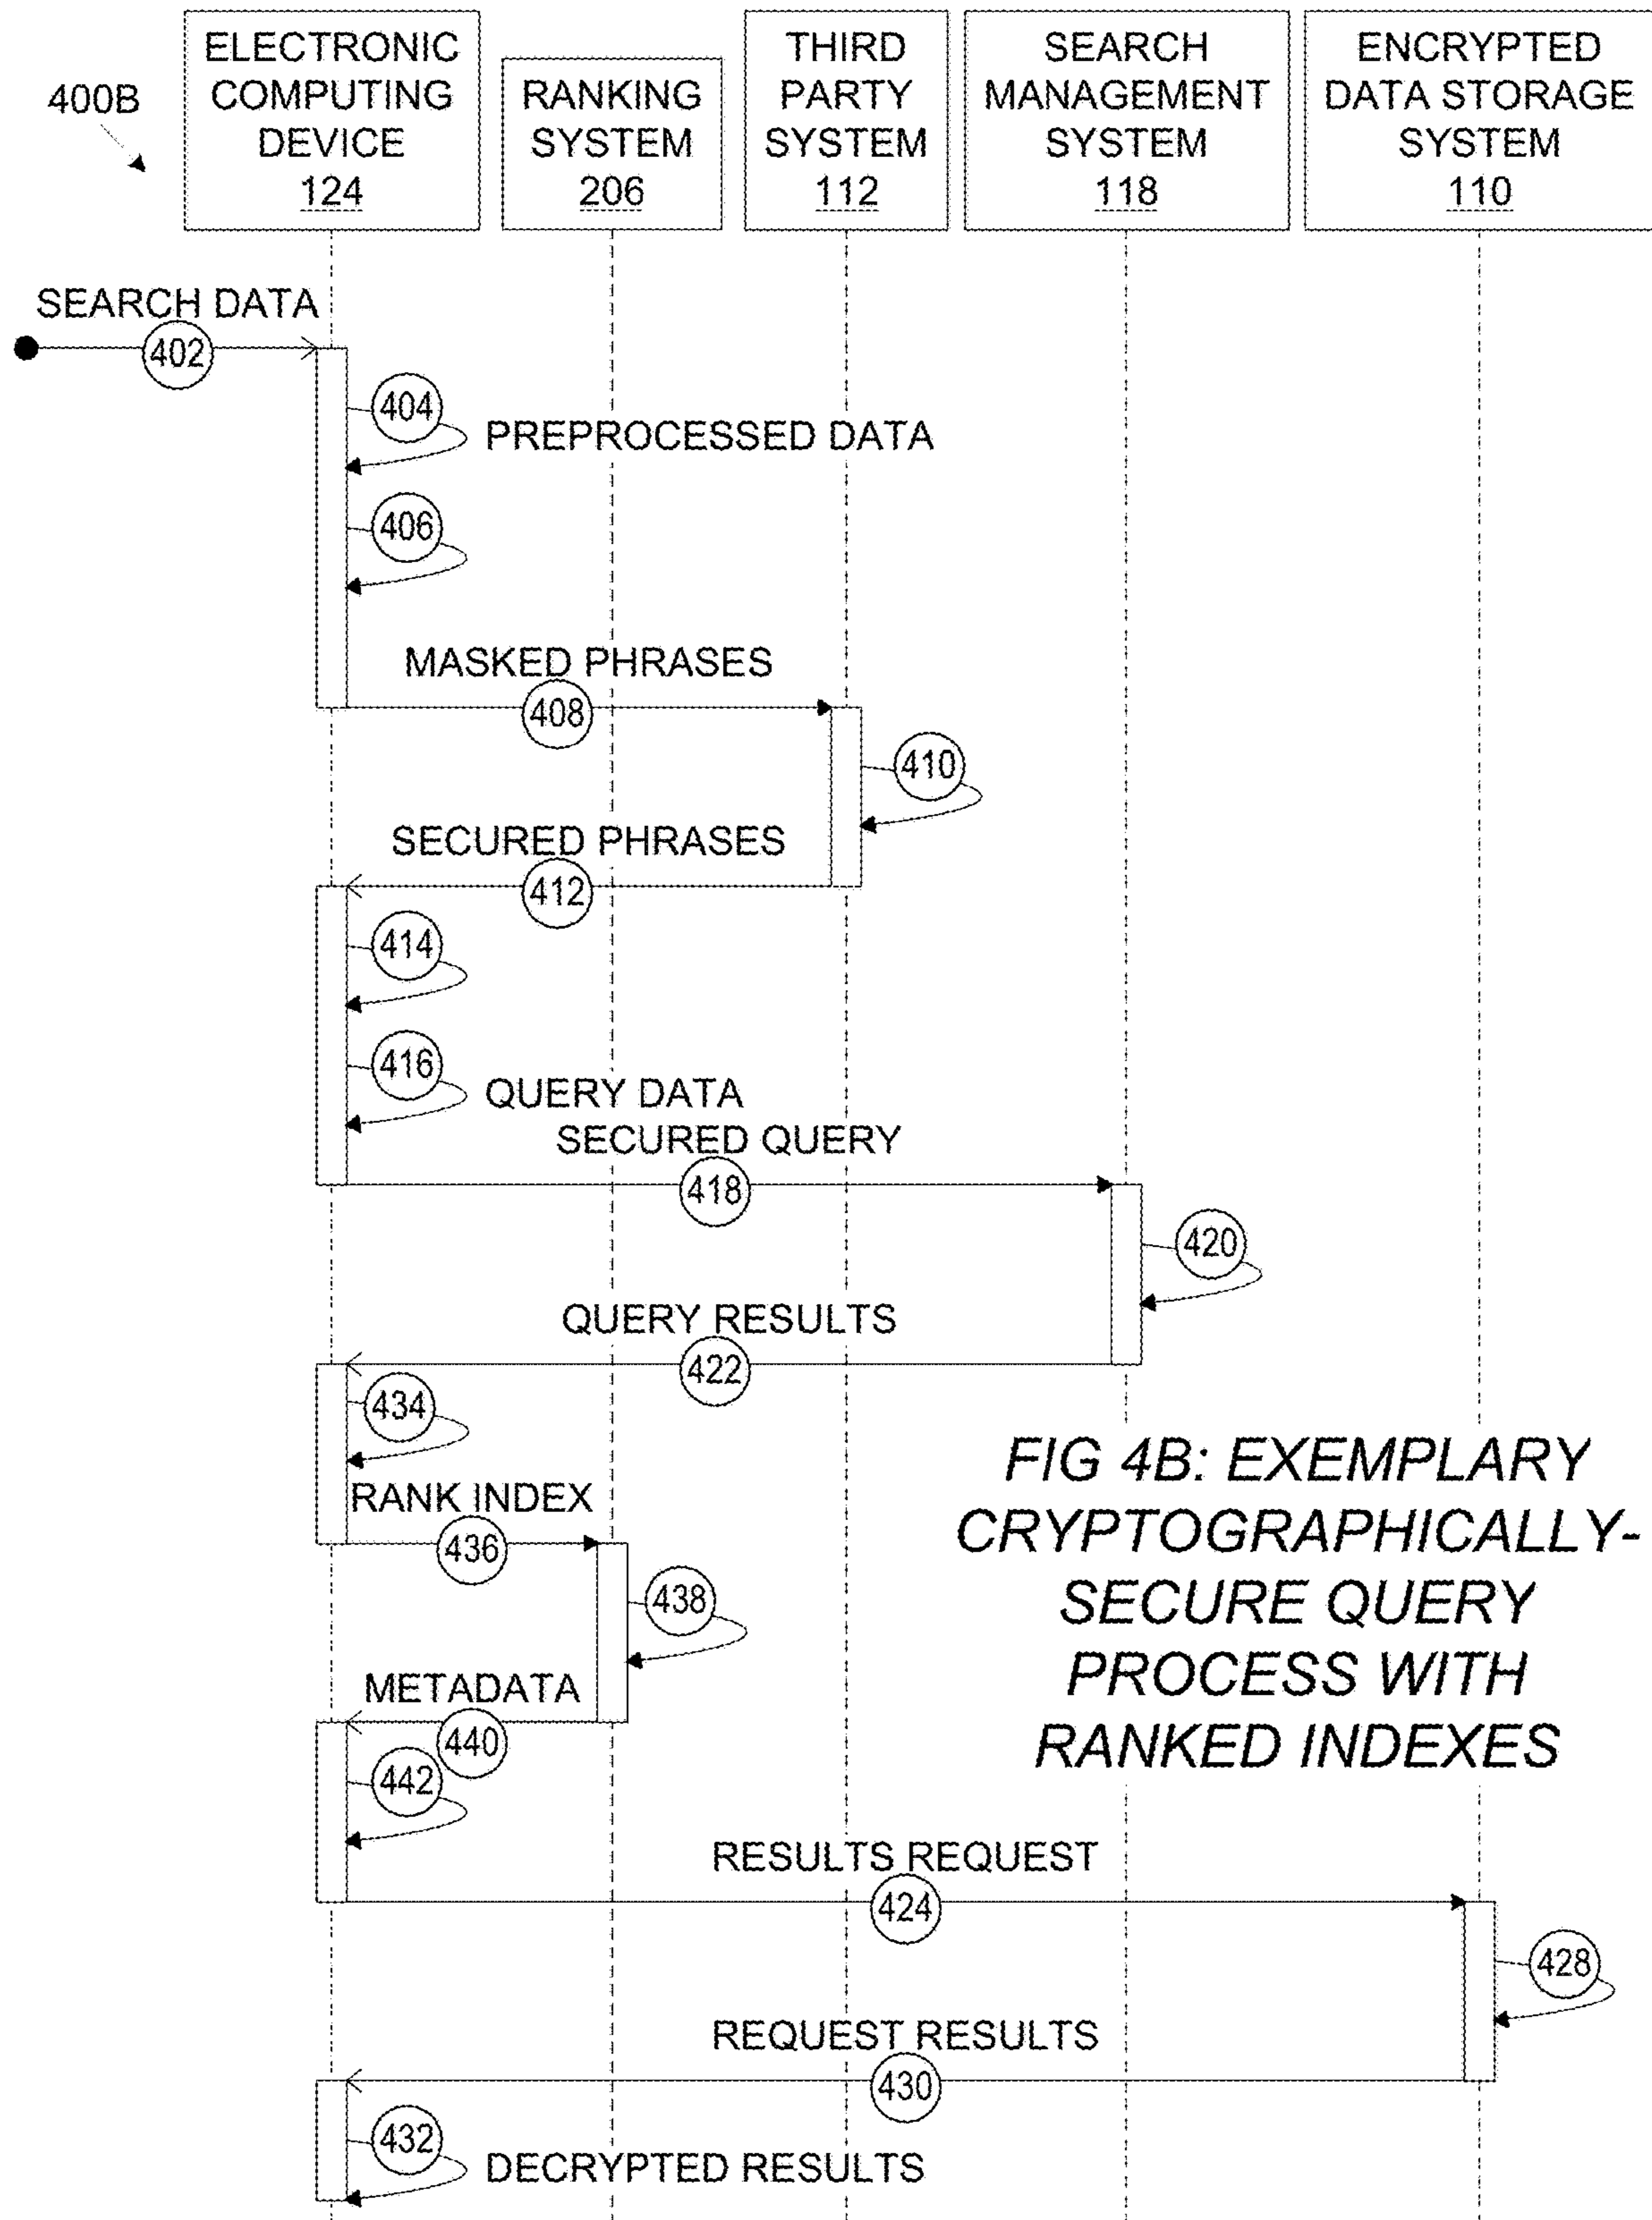 400B
ELECTRONIC
COMPUTING
DEVICE
124
RANKING
SYSTEM
206
THIRD
PARTY
SYSTEM
112
SEARCH
MANAGEMENT
SYSTEM
118
ENCRYPTED
DATA STORAGE
SYSTEM
110
SEARCH DATA
402
404
PREPROCESSED DATA
406
MASKED PHRASES
408
410
SECURED PHRASES
412
414
416
QUERY DATA
SECURED QUERY
418
420
QUERY RESULTS
422
434
RANK INDEX
436
438
METADATA
440
442
FIG 4B: EXEMPLARY
CRYPTOGRAPHICALLY-
SECURE QUERY
PROCESS WITH
RANKED INDEXES
RESULTS REQUEST
424
428
REQUEST RESULTS
430
432
DECRYPTED RESULTS